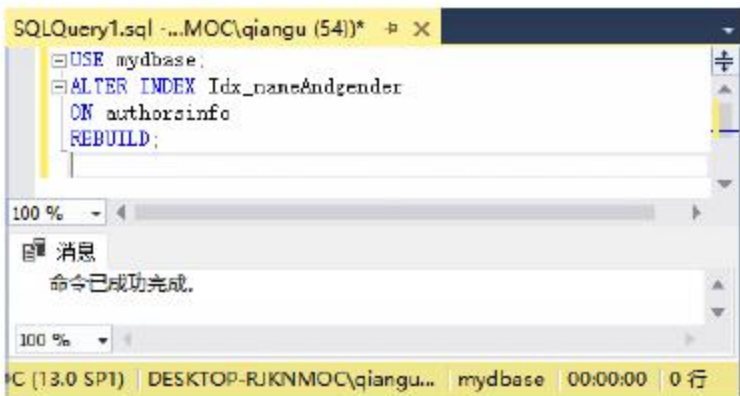 SQLQuery1.sql -...MOC\qiangu (54))*
USE mydbase;
ALTER INDEX Idx_nameAndgender
ON authorsinfo
REBUILD;
100 %
消息
命令已成功完成。
100 %
C (13.0 SP1) DESKTOP-RJKNMOC\qiangu... mydbase 00:00:00 0 行